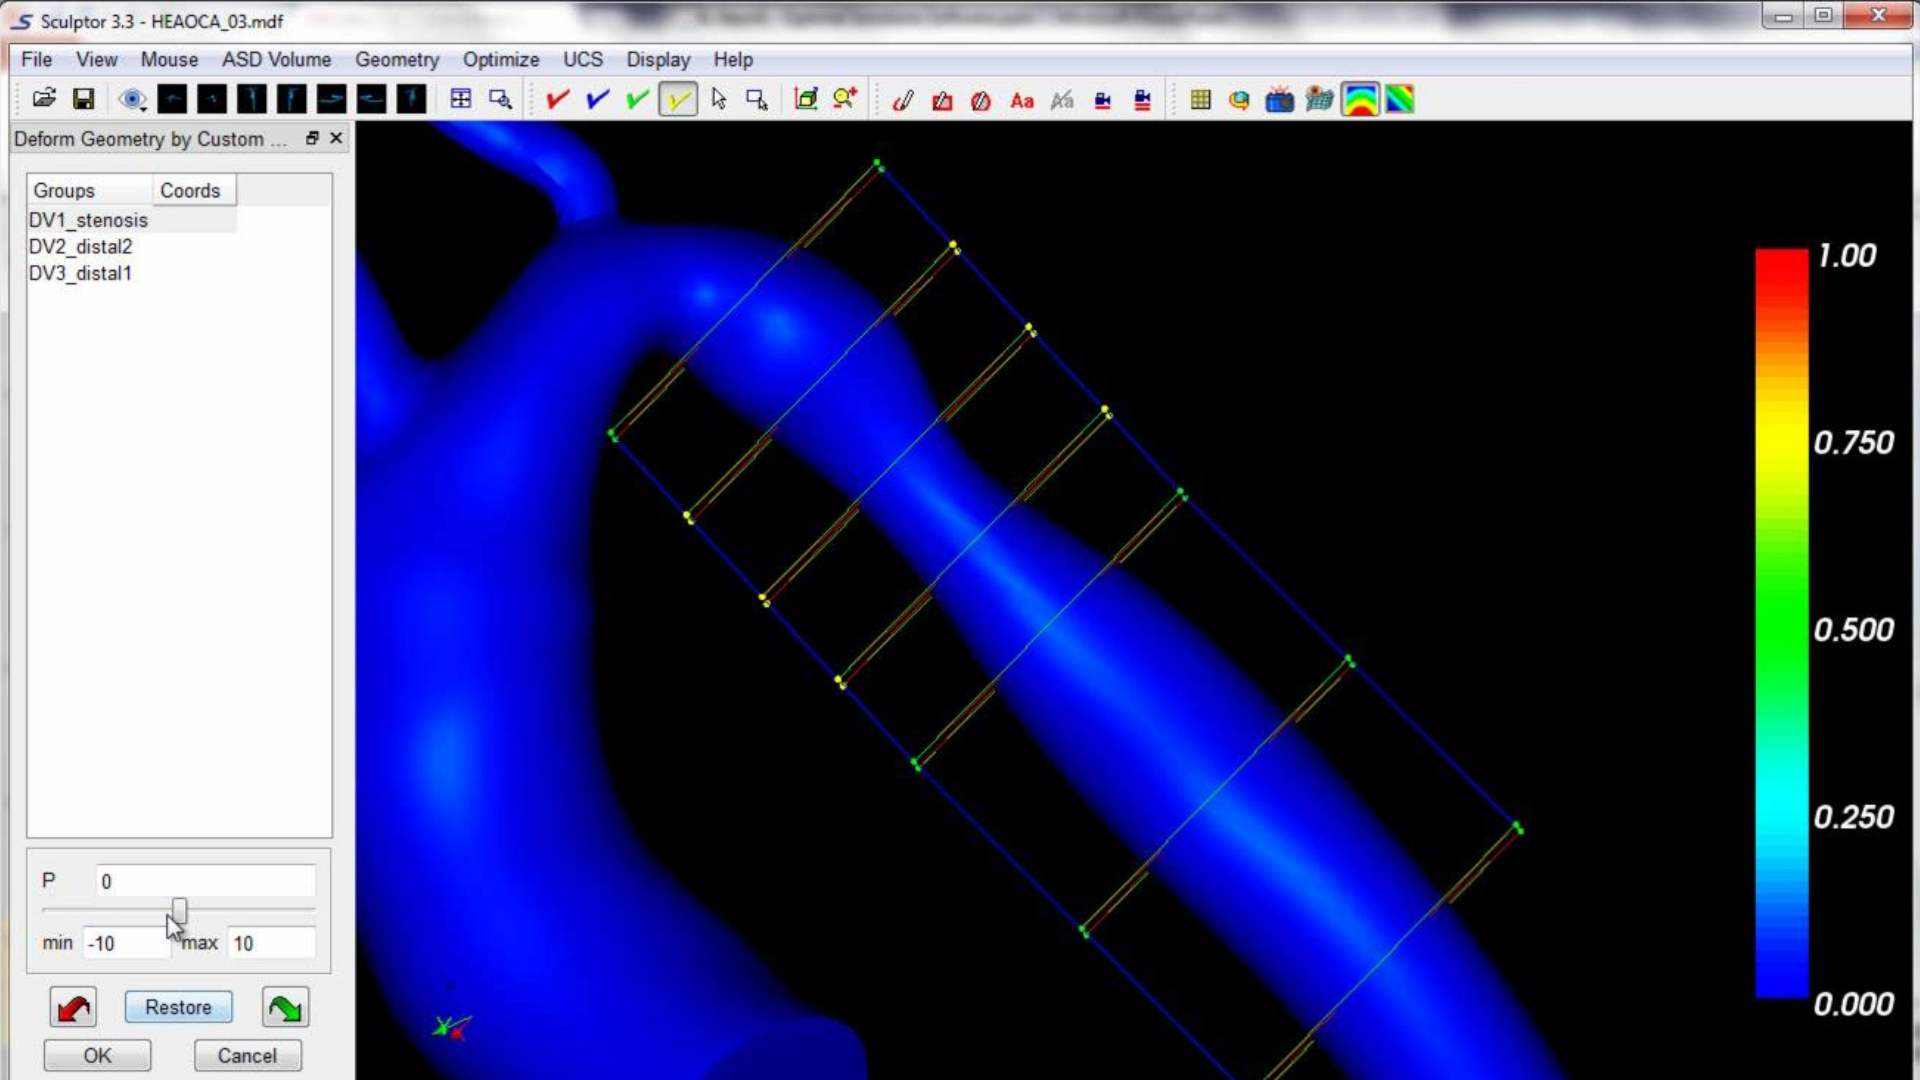 Sculptor 3.3 - HEAOCA_03.mdf
File View Mouse ASD Volume Geometry Optimize UCS Display Help
Aa Aa
Deform Geometry by Custom ...
Groups Coords
DV1_stenosis
DV2_distal2
DV3_distal1
P 0
min -10 max 10
Restore
OK Cancel
1.00
0.750
0.500
0.250
0.000